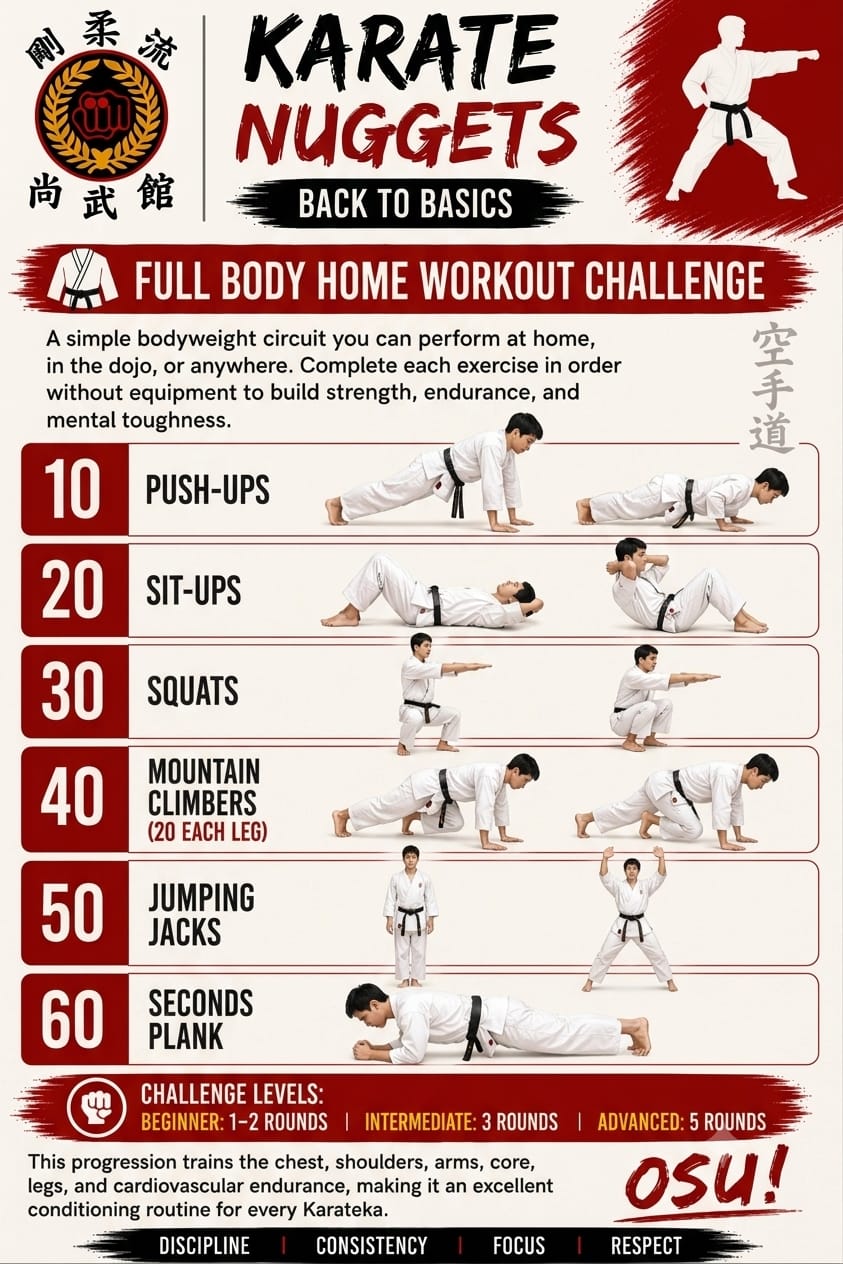 剛柔流
尚武館
KARATE
NUGGETS
BACK TO BASICS
FULL BODY HOME WORKOUT CHALLENGE
A simple bodyweight circuit you can perform at home,
in the dojo, or anywhere. Complete each exercise in order
without equipment to build strength, endurance, and
mental toughness.
空手道
10
PUSH-UPS
20
SIT-UPS
30
SQUATS
40
MOUNTAIN
CLIMBERS
(20 EACH LEG)
50
JUMPING
JACKS
60
SECONDS
PLANK
CHALLENGE LEVELS:
BEGINNER: 1–2 ROUNDS | INTERMEDIATE: 3 ROUNDS | ADVANCED: 5 ROUNDS
This progression trains the chest, shoulders, arms, core,
legs, and cardiovascular endurance, making it an excellent
conditioning routine for every Karateka.
OSU!
DISCIPLINE | CONSISTENCY | FOCUS | RESPECT